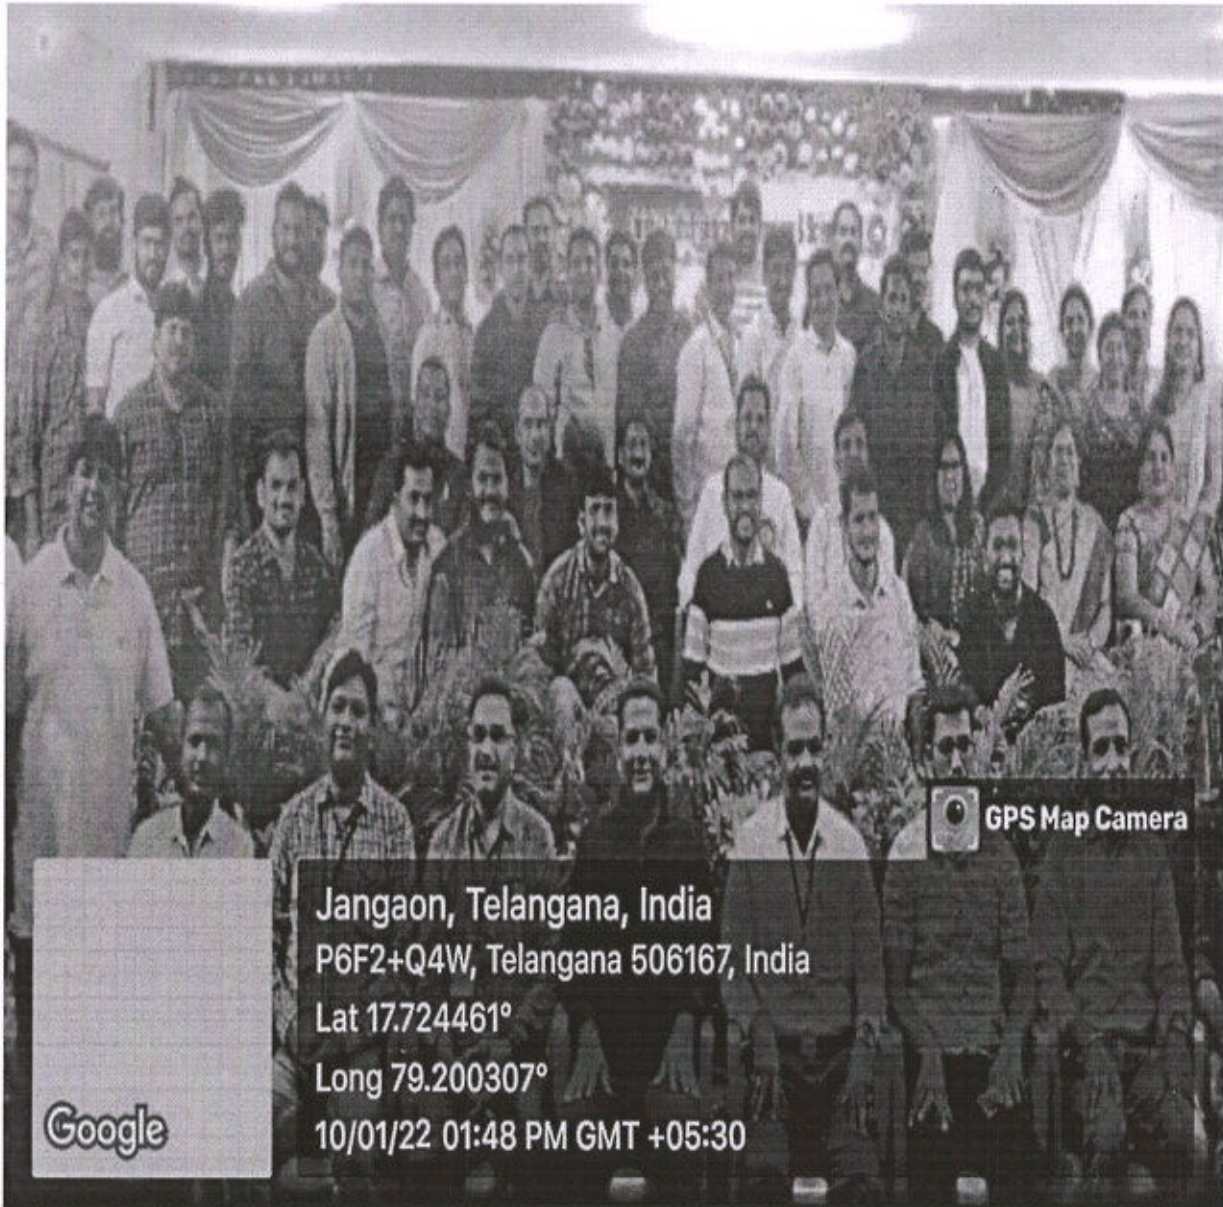 GPS Map Camera
Jangaon, Telangana, India
P6F2+Q4W, Telangana 506167, India
Lat 17.724461°
Long 79.200307°
10/01/22 01:48 PM GMT +05:30
Google